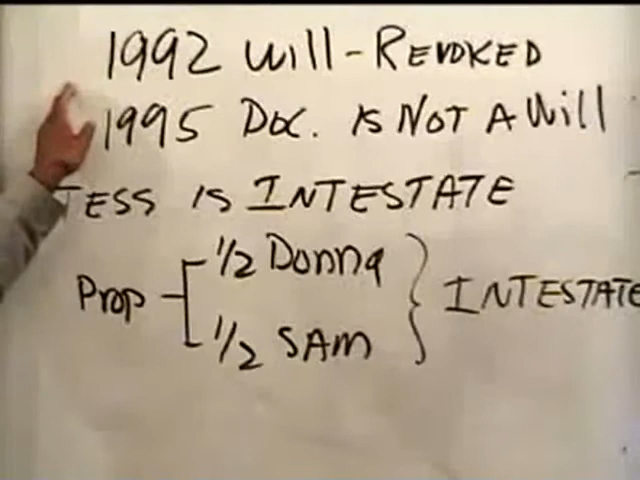 1992 Will - REVOKED
1995 Doc. IS NOT A Will
TESS IS INTESTATE
Prop 1/2 Donna INTESTATE
1/2 SAM